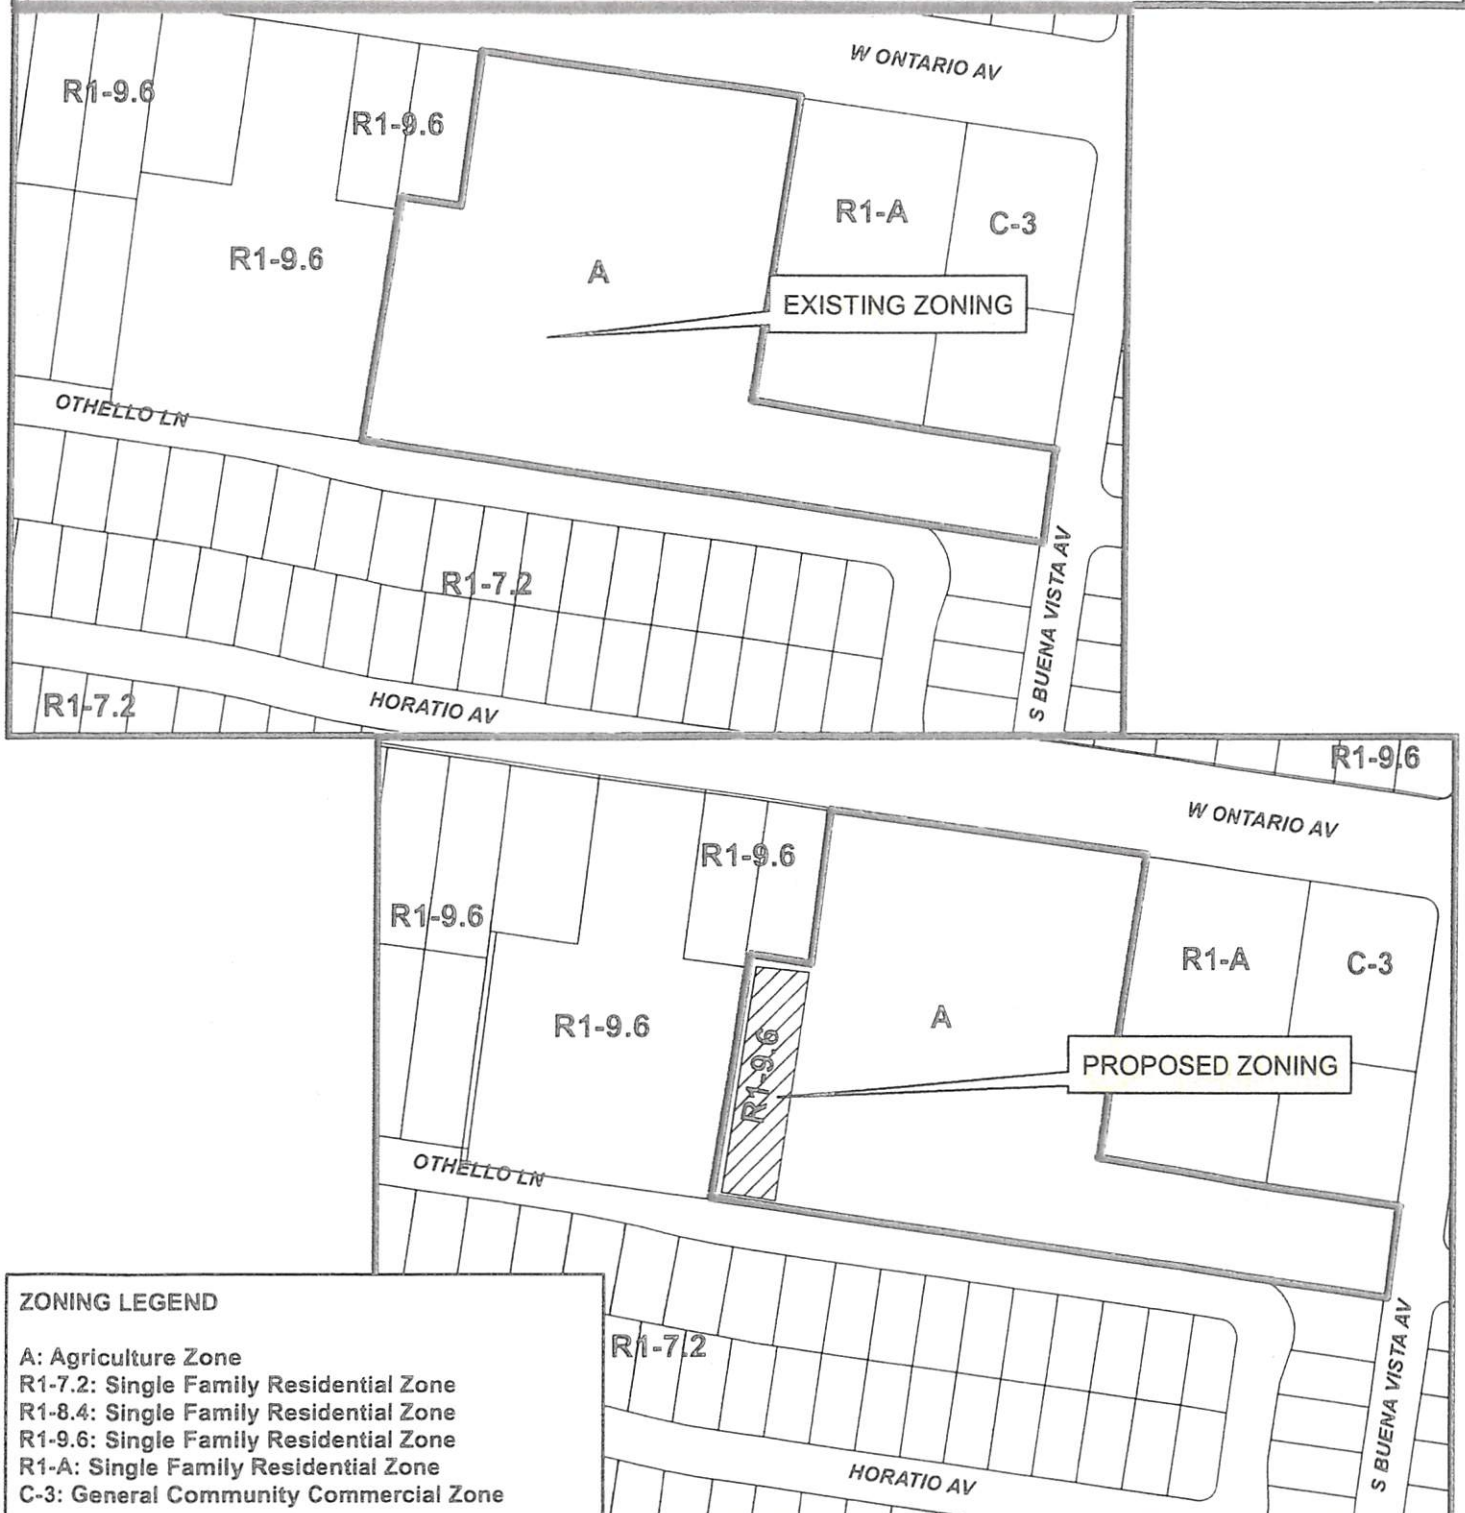 W ONTARIO AV
R1-9.6
R1-9.6
R1-A
C-3
R1-9.6
A
EXISTING ZONING
OTHELLO LN
R1-7.2
S BUENA VISTA AV
R1-7.2
HORATIO AV
R1-9.6
W ONTARIO AV
R1-9.6
R1-9.6
R1-A
C-3
R1-9.6
A
R1-9.6
PROPOSED ZONING
OTHELLO LN
ZONING LEGEND
A: Agriculture Zone
R1-7.2: Single Family Residential Zone
R1-8.4: Single Family Residential Zone
R1-9.6: Single Family Residential Zone
R1-A: Single Family Residential Zone
C-3: General Community Commercial Zone
R1-7.2
S BUENA VISTA AV
HORATIO AV